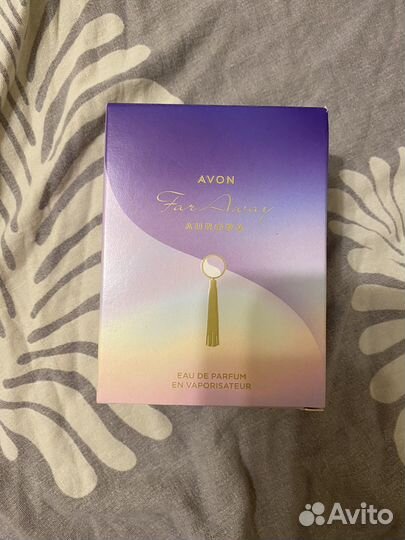 AVON
Far Away
AURORA
EAU DE PARFUM
EN VAPORISATEUR
Avito